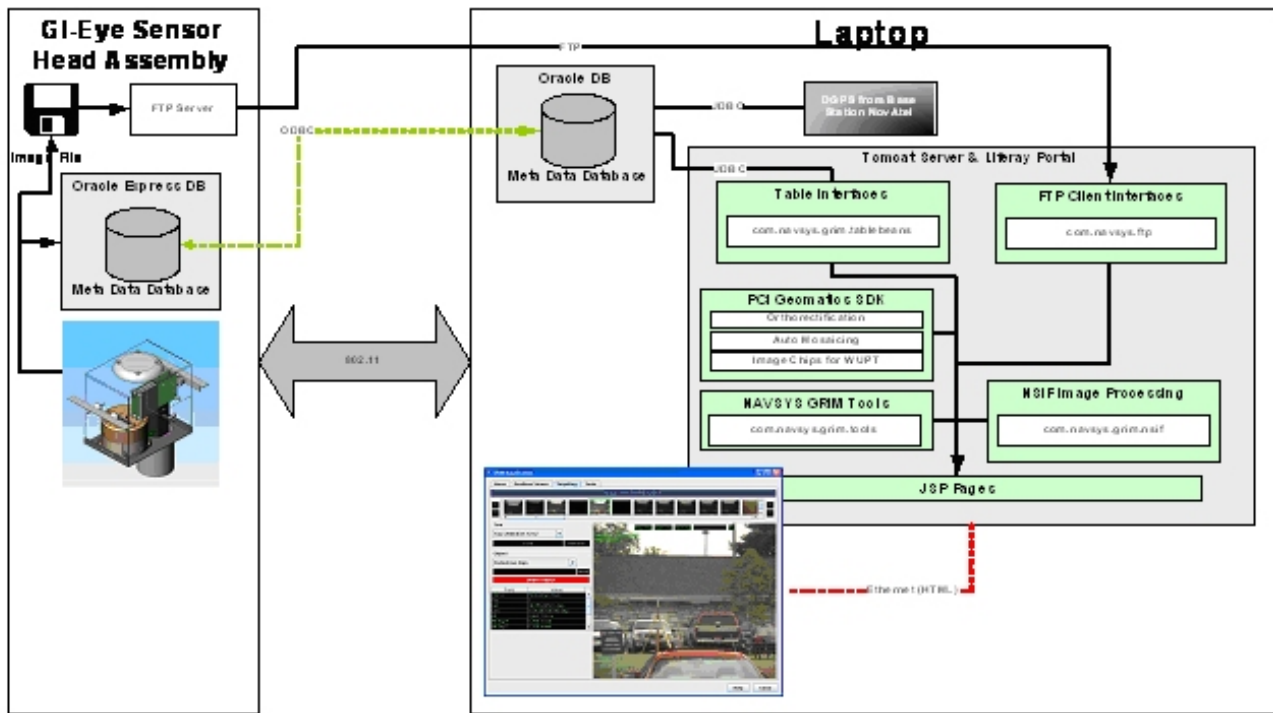 GI-Eye Sensor
Head Assembly
FTP Server
Image File
Oracle Express DB
Meta Data Database
Laptop
FTP
ODBC
802.11
Oracle DB
Meta Data Database
JDBC
DGPS from Base
Station NovAtel
JDBC
Tomcat Server & Liferay Portal
Table Interfaces
com.navsys.grim.tablebeans
FTP Client Interfaces
com.navsys.ftp
PCI Geomatics SDK
Orthorectification
Auto Mosaicing
Image Chips for WUPT
NAVSYS GRIM Tools
com.navsys.grim.tools
NSIF Image Processing
com.navsys.grim.nsif
JSP Pages
Ethernet (HTML)